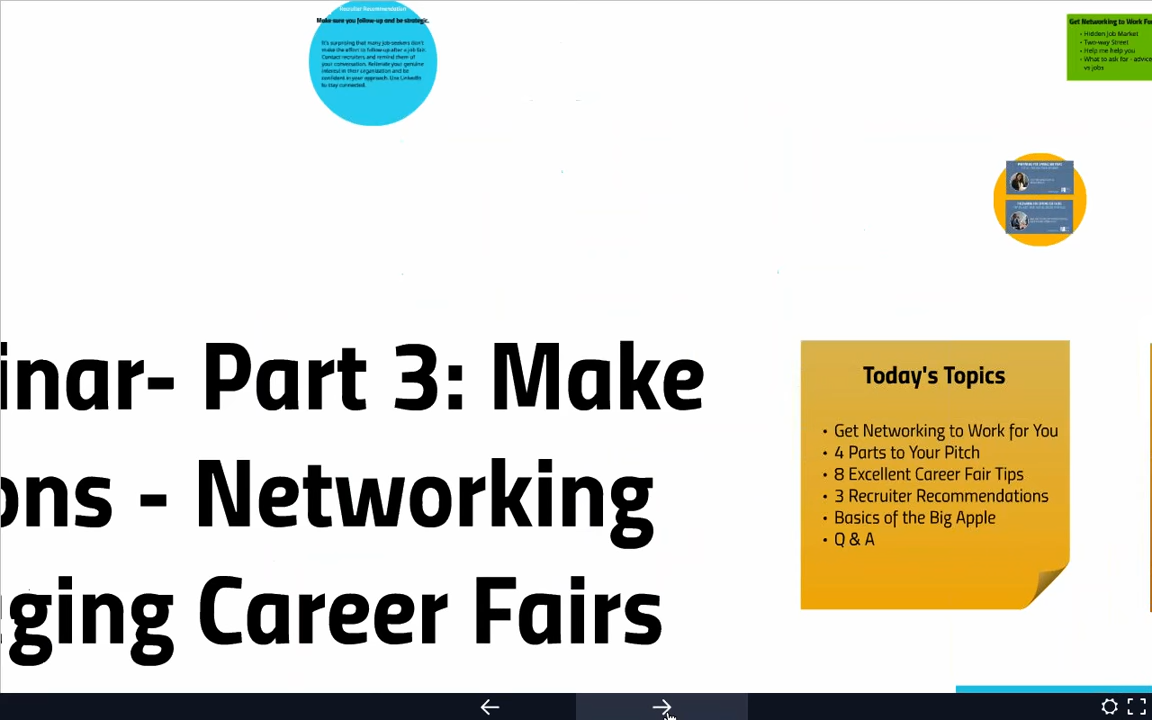 Recruiter Recommendation
Make sure you follow-up and be strategic.
It's surprising that many job-seekers don't
make the effort to follow-up after a job fair.
Contact recruiters and remind them of
your conversation. Reiterate your genuine
interest in their organization and be
confident in your approach. Use LinkedIn
to stay connected.
Get Networking to Work Fo
• Hidden Job Market
• Two-way Street
• Help me help you
• What to ask for - advice
vs jobs
inar- Part 3: Make
ons - Networking
ging Career Fairs
Today's Topics
• Get Networking to Work for You
• 4 Parts to Your Pitch
• 8 Excellent Career Fair Tips
• 3 Recruiter Recommendations
• Basics of the Big Apple
• Q & A